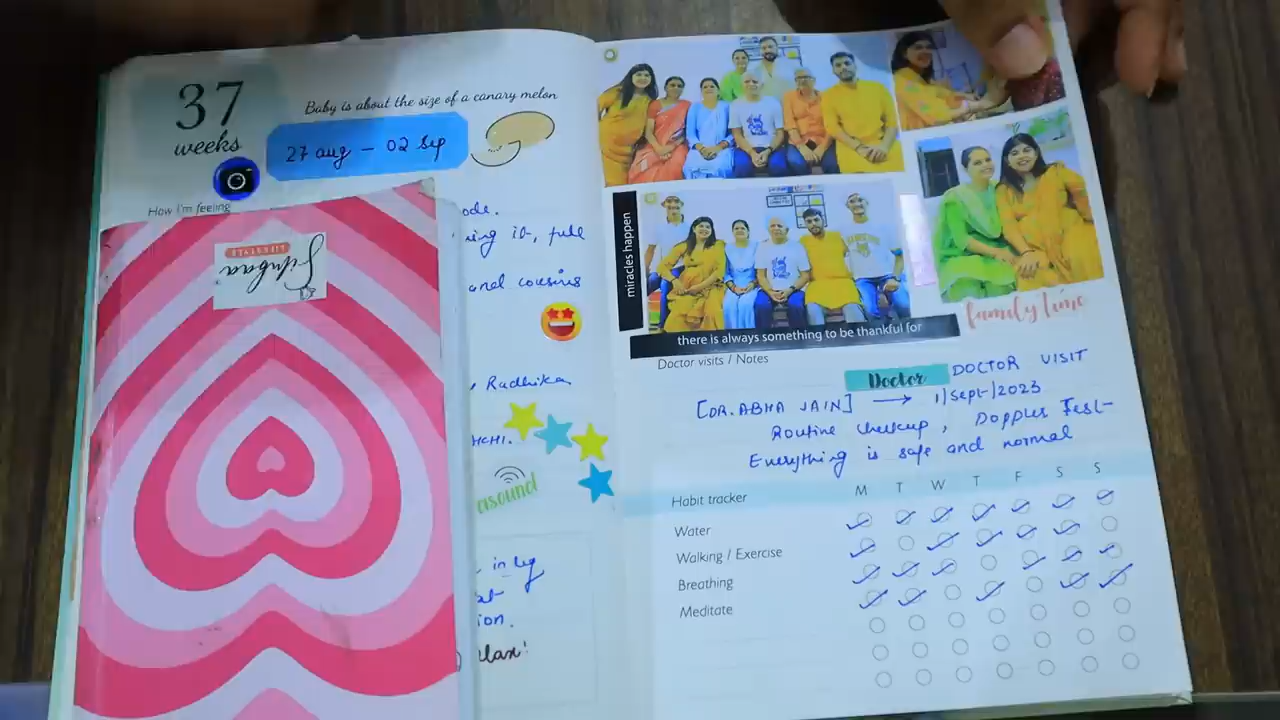 37
weeks
Baby is about the size of a canary melon
27 aug - 02 Sep
How I'm feeling
ode.
ing it, full
and cousins
Radhika
HCHI.
asound
in leg
at
ion.
lax!
miracles happen
there is always something to be thankful for
family time
Doctor visits / Notes
Doctor DOCTOR VISIT
[DR. ABHA JAIN] → 1/Sept/2023
Routine checkup, Doppler Test
Everything is safe and normal
Habit tracker M T W T F S S
Water
Walking / Exercise
Breathing
Meditate